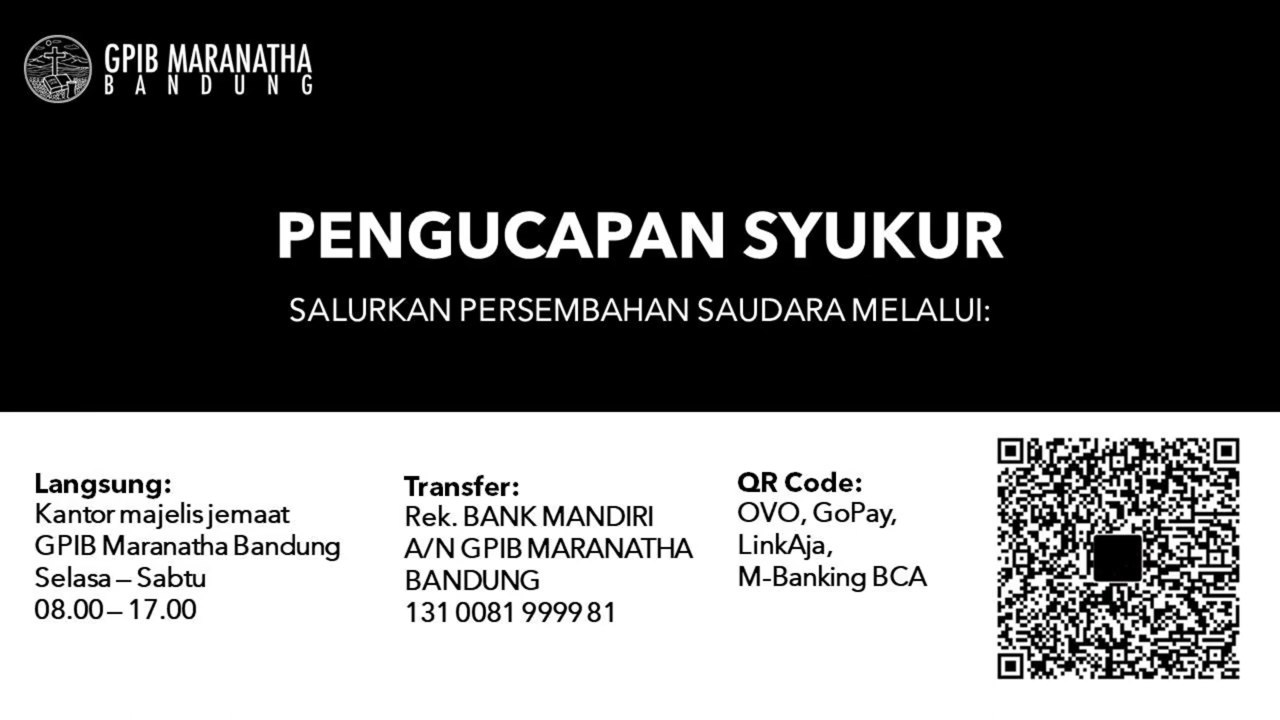 GPIB MARANATHA
BANDUNG
PENGUCAPAN SYUKUR
SALURKAN PERSEMBAHAN SAUDARA MELALUI:
Langsung:
Kantor majelis jemaat
GPIB Maranatha Bandung
Selasa – Sabtu
08.00 – 17.00
Transfer:
Rek. BANK MANDIRI
A/N GPIB MARANATHA
BANDUNG
131 0081 9999 81
QR Code:
OVO, GoPay,
LinkAja,
M-Banking BCA